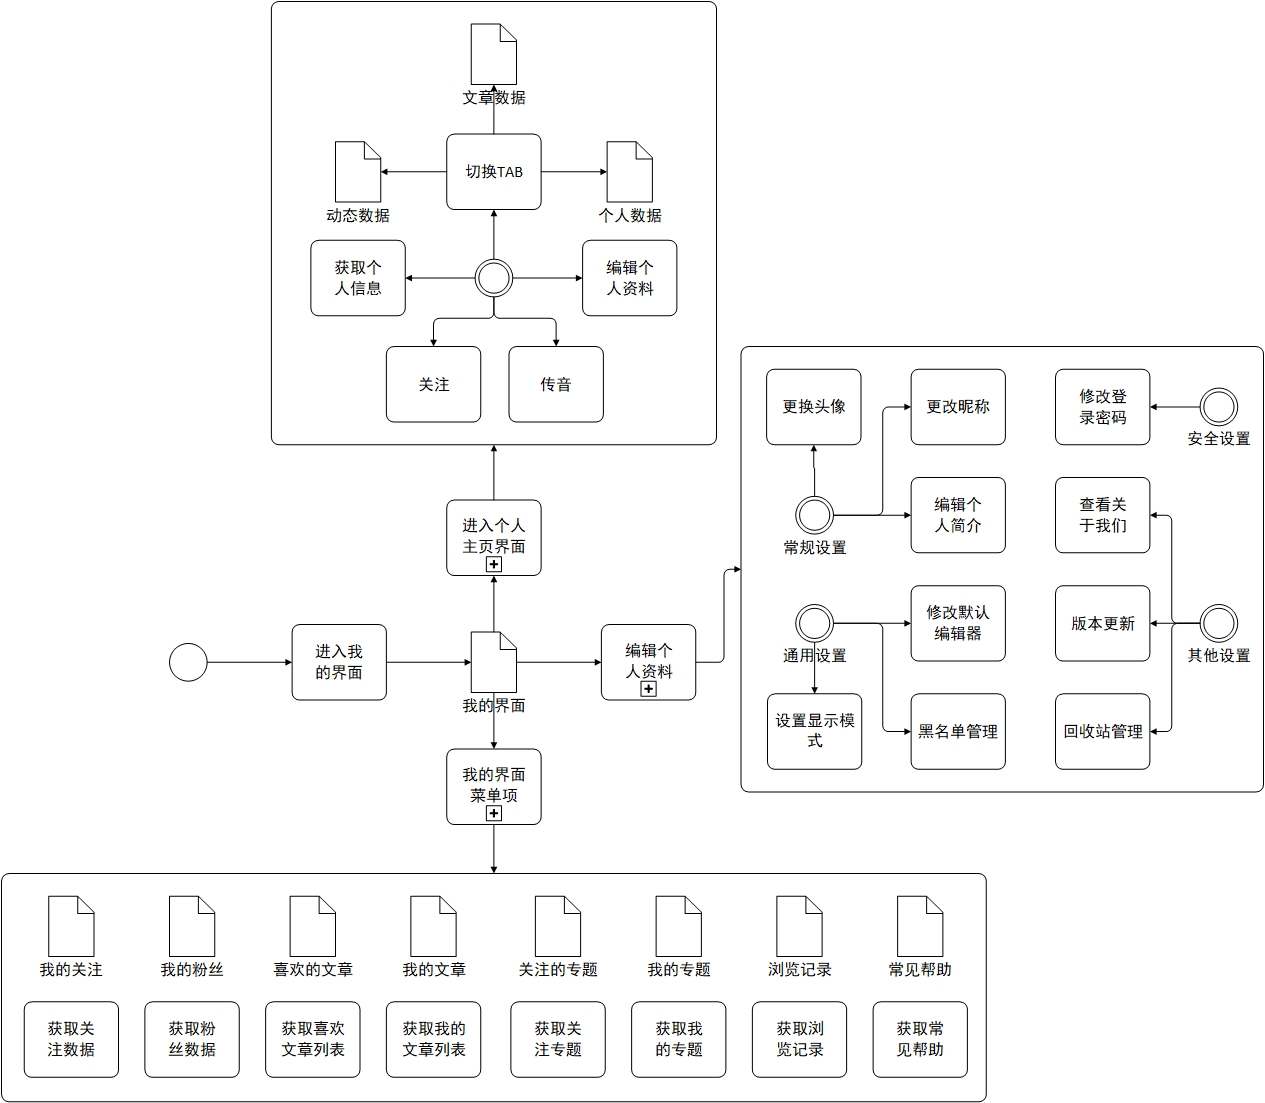 文章数据
切换TAB
动态数据
个人数据
获取个
人信息
编辑个
人资料
关注
传音
进入个人
主页界面
进入我
的界面
我的界面
编辑个
人资料
我的界面
菜单项
更换头像
更改昵称
修改登
录密码
安全设置
常规设置
编辑个
人简介
查看关
于我们
通用设置
修改默认
编辑器
版本更新
其他设置
设置显示模
式
黑名单管理
回收站管理
我的关注
我的粉丝
喜欢的文章
我的文章
关注的专题
我的专题
浏览记录
常见帮助
获取关
注数据
获取粉
丝数据
获取喜欢
文章列表
获取我的
文章列表
获取关
注专题
获取我
的专题
获取浏
览记录
获取常
见帮助